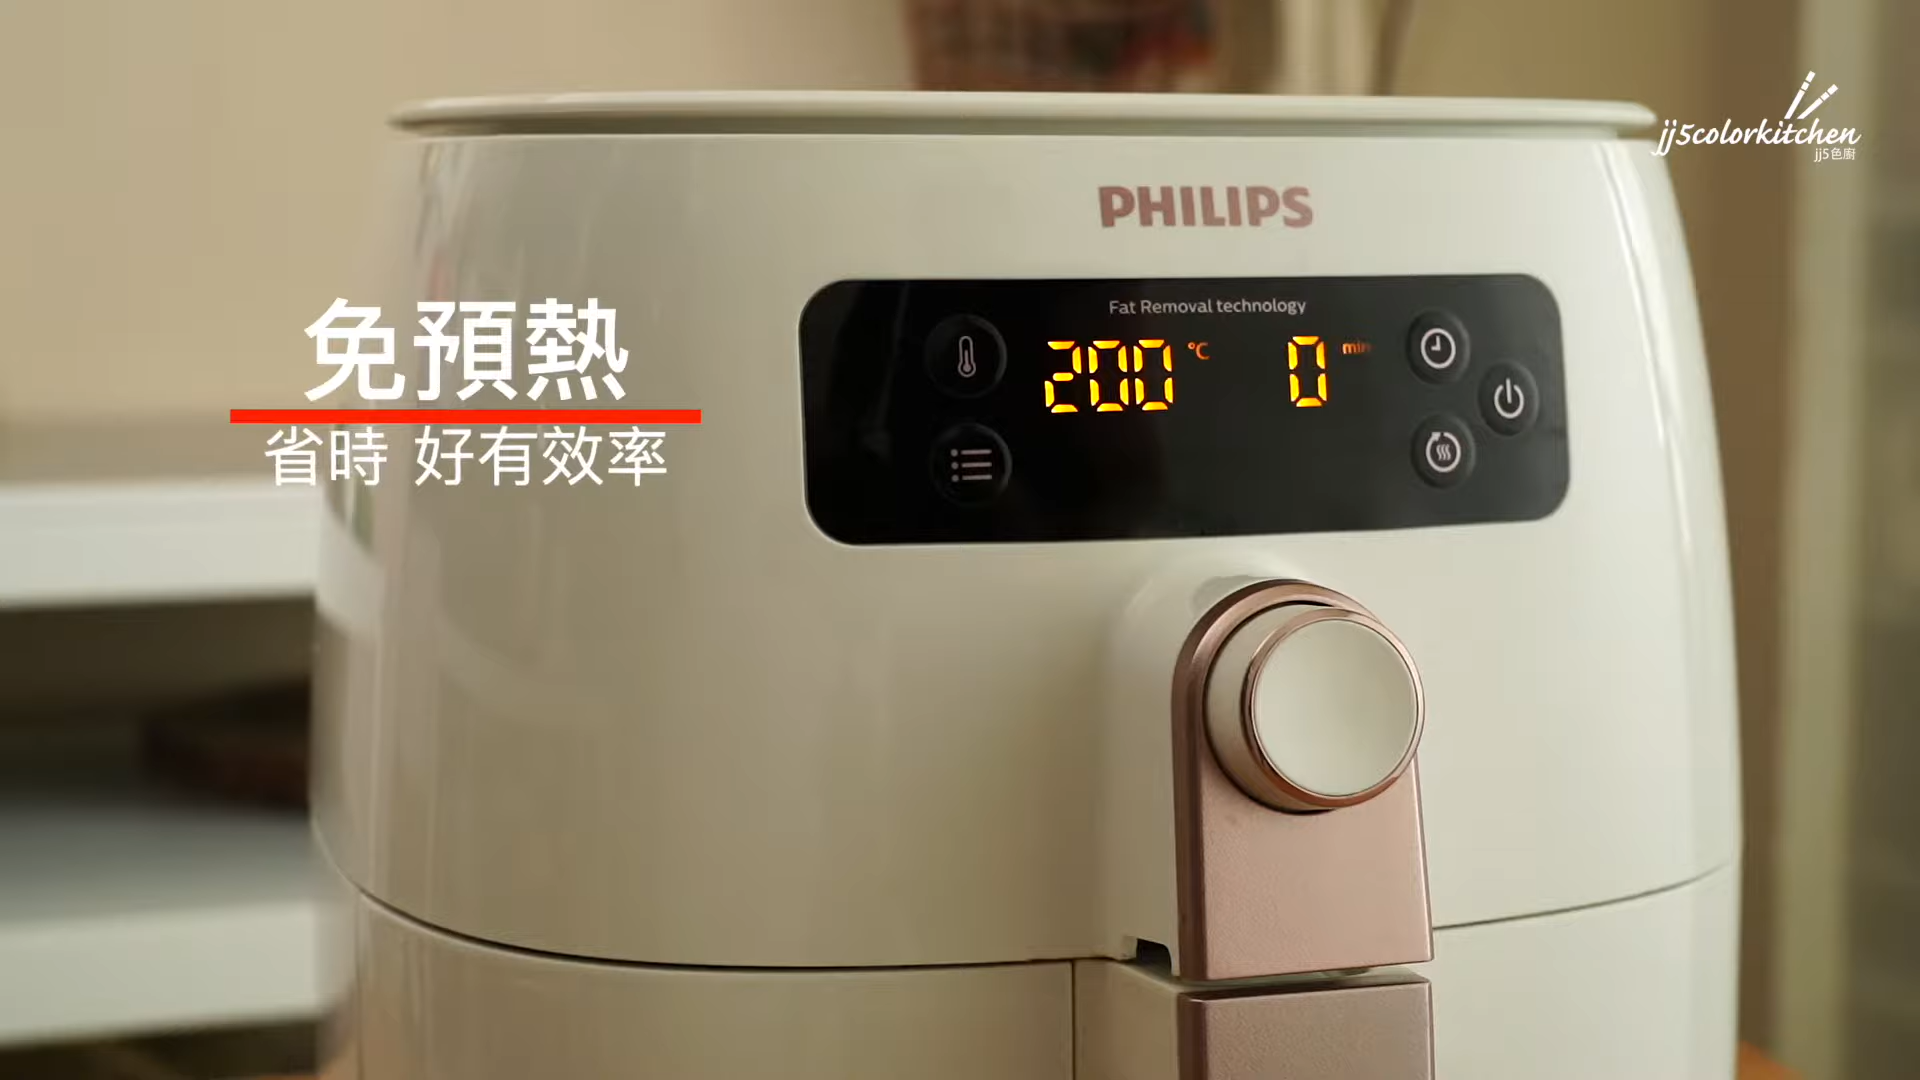 jj5colorkitchen
jj5色廚
PHILIPS
Fat Removal technology
200 °C 0 min
免預熱
省時 好有效率